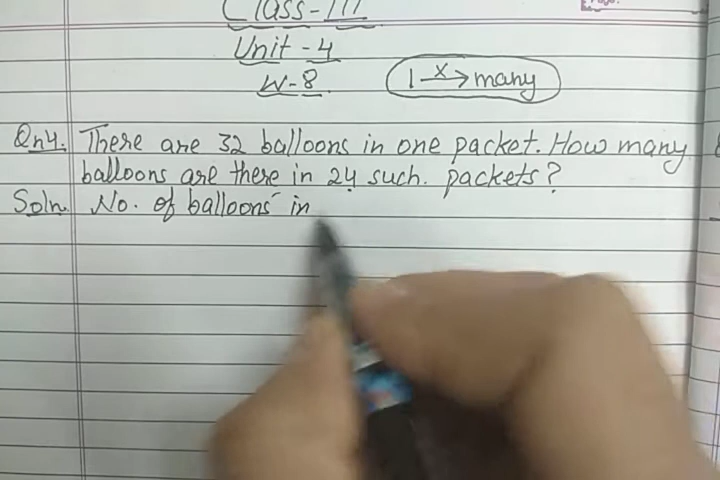 Class-III
Unit-4
W-8
1 x→ many
Qn4. There are 32 balloons in one packet. How many
balloons are there in 24 such. packets?
Soln. No. of balloons in